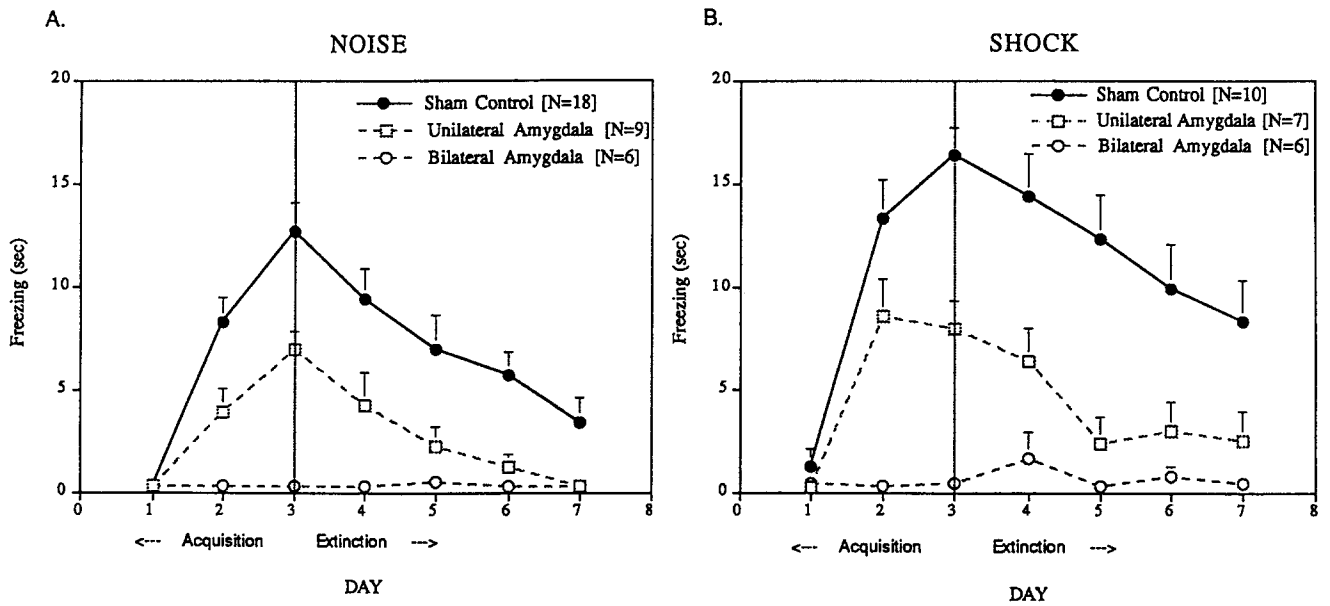 A.
NOISE
20
15
10
5
0
Freezing (sec)
Sham Control [N=18]
Unilateral Amygdala [N=9]
Bilateral Amygdala [N=6]
0 1 2 3 4 5 6 7 8
<--- Acquisition Extinction --->
DAY
B.
SHOCK
20
15
10
5
0
Freezing (sec)
Sham Control [N=10]
Unilateral Amygdala [N=7]
Bilateral Amygdala [N=6]
0 1 2 3 4 5 6 7 8
<--- Acquisition Extinction --->
DAY